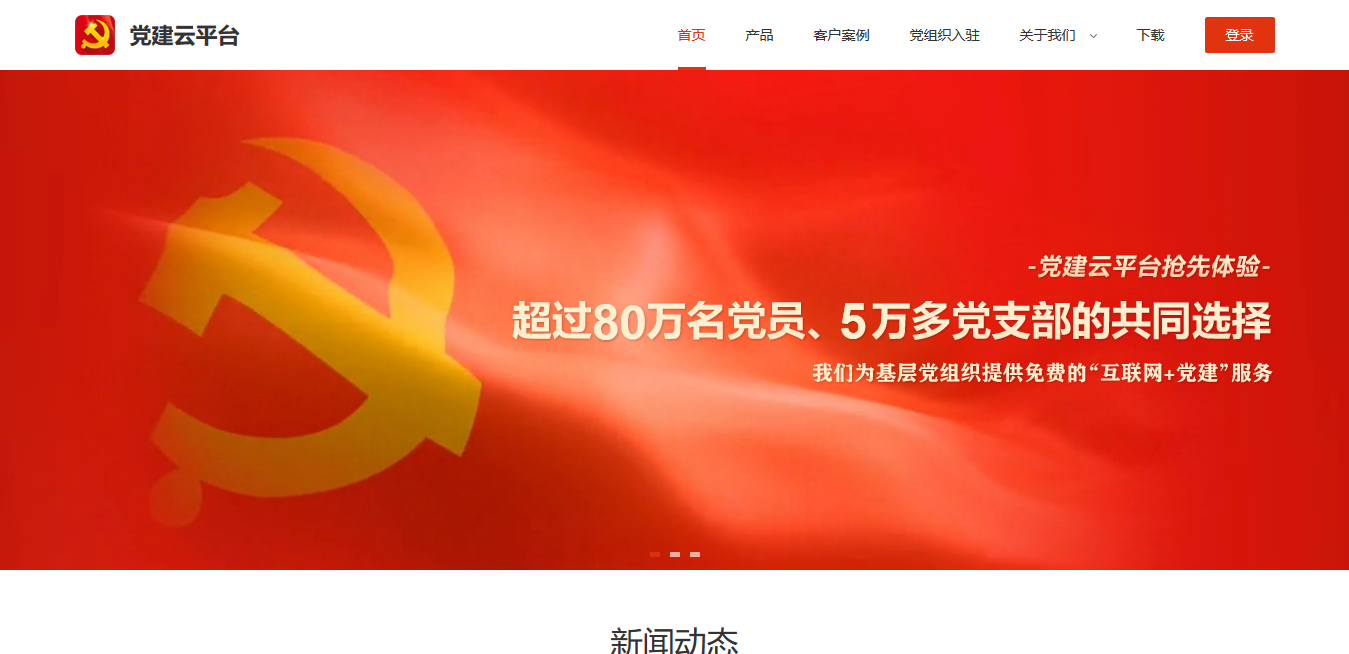 党建云平台
首页 产品 客户案例 党组织入驻 关于我们 下载 登录
-党建云平台抢先体验-
超过80万名党员、5万多党支部的共同选择
我们为基层党组织提供免费的“互联网+党建”服务
新闻动态